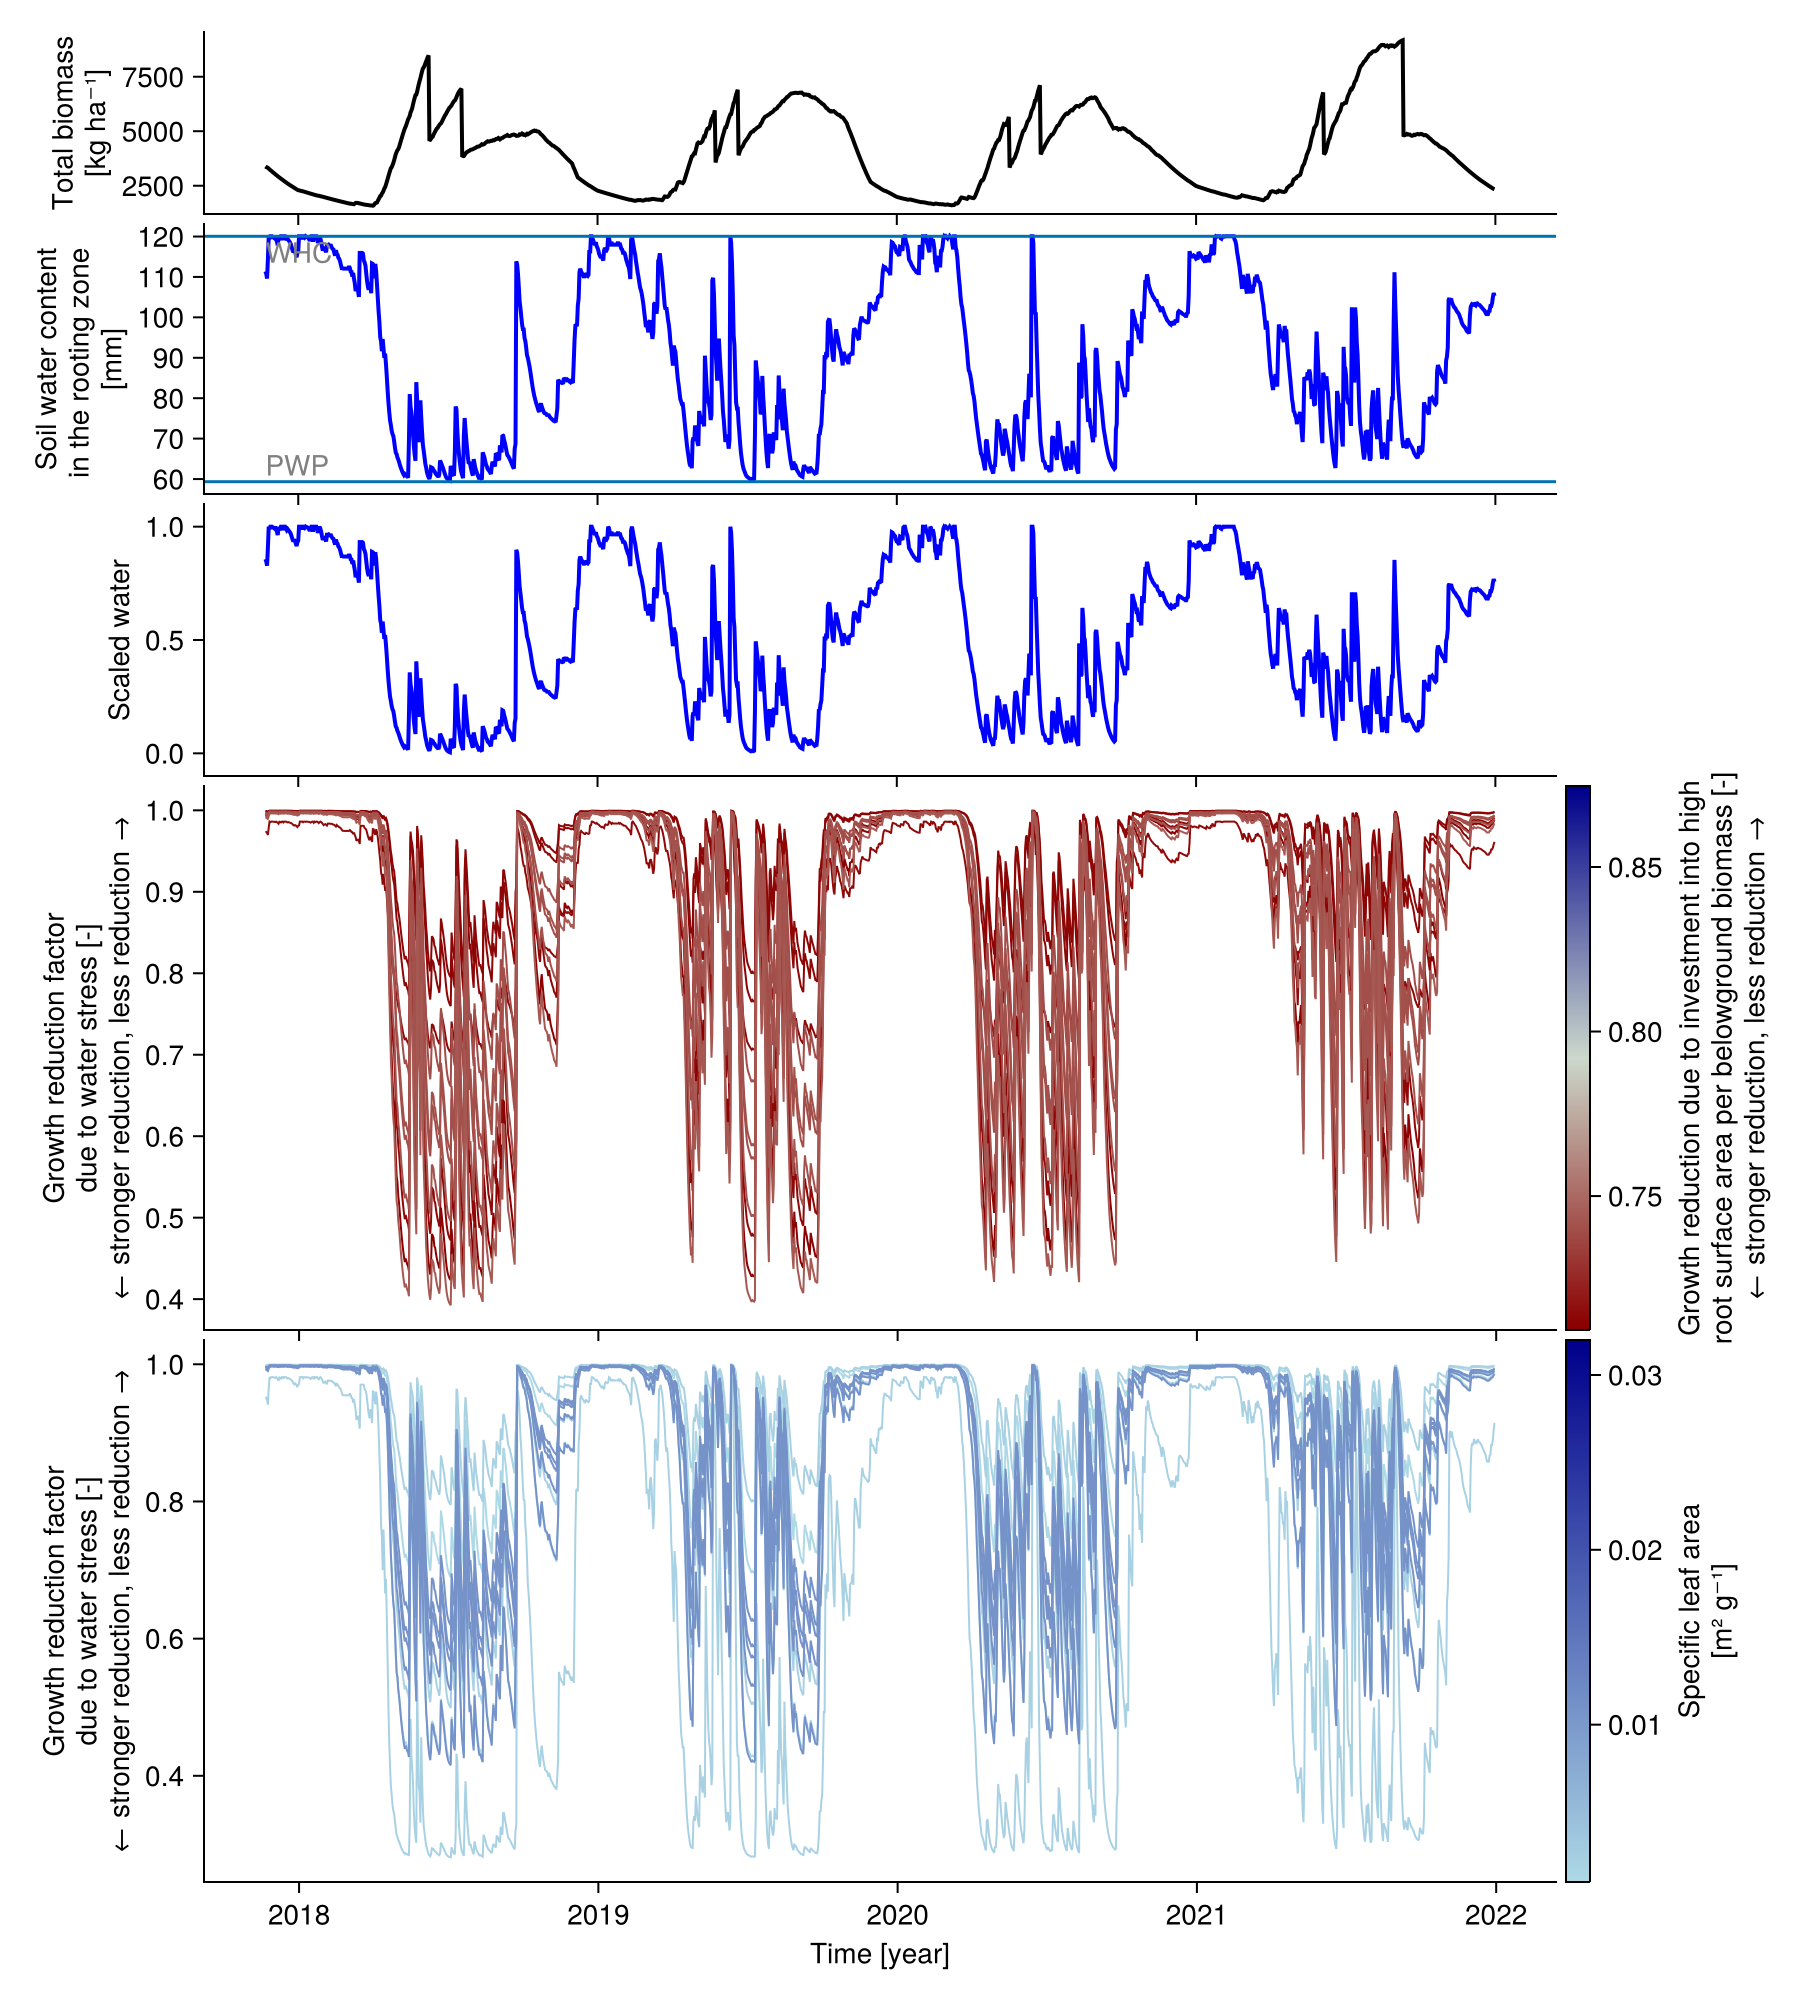 Total biomass
[kg ha⁻¹]
7500
5000
2500
Soil water content
in the rooting zone
[mm]
120
110
100
90
80
70
60
WHC
PWP
Scaled water
1.0
0.5
0.0
Growth reduction factor
due to water stress [-]
← stronger reduction, less reduction →
1.0
0.9
0.8
0.7
0.6
0.5
0.4
0.85
0.80
0.75
Growth reduction due to investment into high
root surface area per belowground biomass [-]
← stronger reduction, less reduction →
Growth reduction factor
due to water stress [-]
← stronger reduction, less reduction →
1.0
0.8
0.6
0.4
0.03
0.02
0.01
Specific leaf area
[m² g⁻¹]
2018
2019
2020
2021
2022
Time [year]